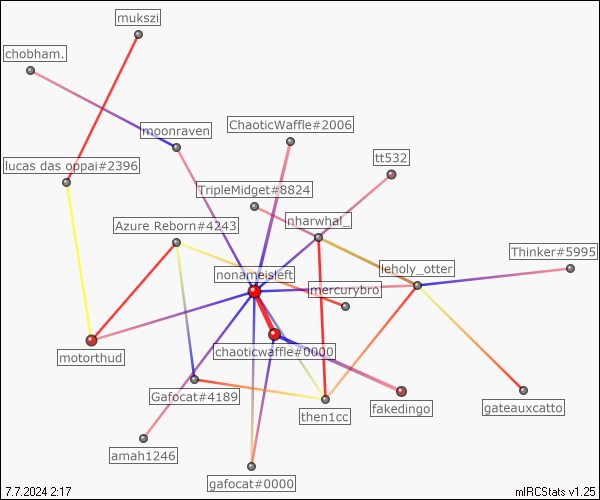 mukszi
chobham.
ChaoticWaffle#2006
moonraven
tt532
lucas das oppai#2396
TripleMidget#8824
nharwhal_
Azure Reborn#4243
Thinker#5995
leholy_otter
nonameisleft
mercurybro
chaoticwaffle#0000
motorthud
Gafocat#4189
fakedingo
gateauxcatto
then1cc
amah1246
gafocat#0000
7.7.2024 2:17
mIRCStats v1.25